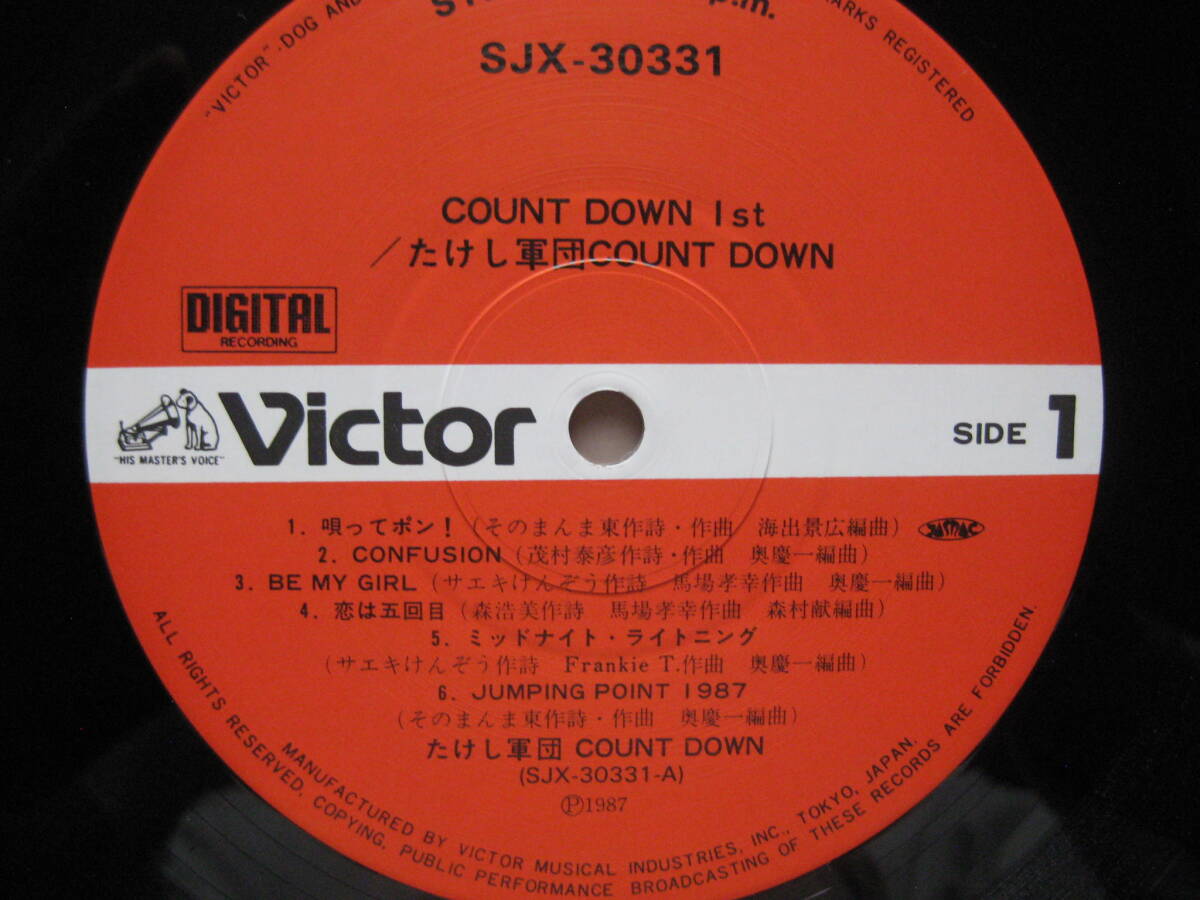 "VICTOR"-DOG AND
ARKS REGISTERED
SJX-30331
COUNT DOWN 1st
／たけし軍団COUNT DOWN
DIGITAL
RECORDING
"HIS MASTER'S VOICE"
Victor
SIDE 1
1. 唄ってポン！(そのまんま東作詩・作曲 海出景広編曲) JASRAC
2. CONFUSION (茂村泰彦作詩・作曲 奥慶一編曲)
3. BE MY GIRL (サエキけんぞう作詩 馬場孝幸作曲 奥慶一編曲)
4. 恋は五回目 (森浩美作詩 馬場孝幸作曲 森村献編曲)
5. ミッドナイト・ライトニング
(サエキけんぞう作詩 Frankie T.作曲 奥慶一編曲)
6. JUMPING POINT 1987
(そのまんま東作詩・作曲 奥慶一編曲)
たけし軍団 COUNT DOWN
(SJX-30331-A)
Ⓟ1987
MANUFACTURED BY VICTOR MUSICAL INDUSTRIES, INC., TOKYO, JAPAN.
ALL RIGHTS RESERVED. COPYING, PUBLIC PERFORMANCE BROADCASTING OF THESE RECORDS ARE FORBIDDEN.